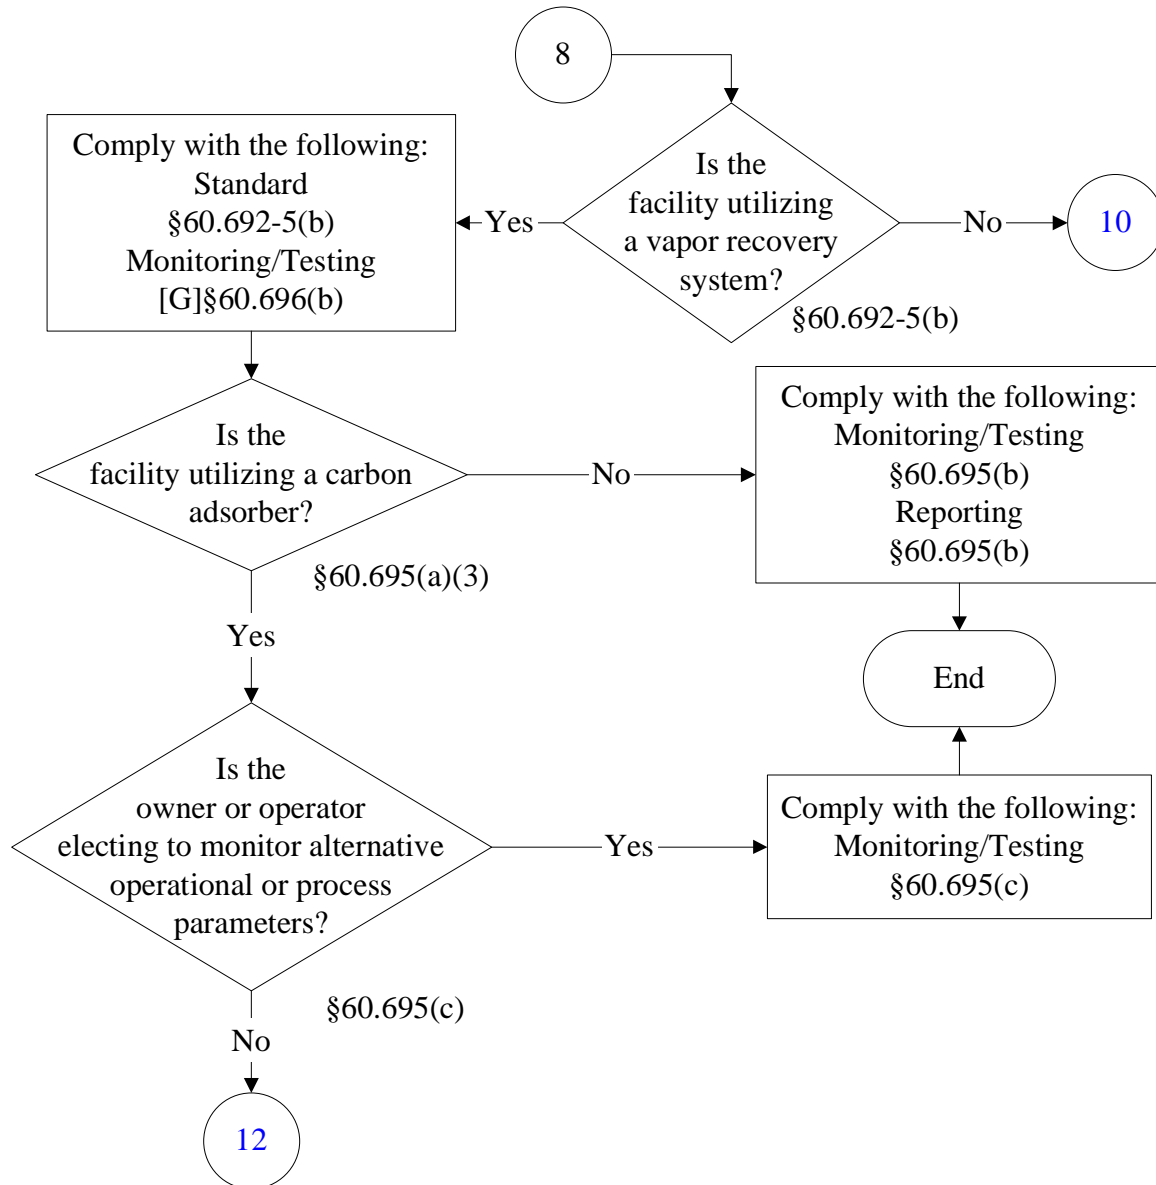 8
Is the
facility utilizing
a vapor recovery
system?
§60.692-5(b)
No
10
Yes
Comply with the following:
Standard
§60.692-5(b)
Monitoring/Testing
[G]§60.696(b)
Is the
facility utilizing a carbon
adsorber?
§60.695(a)(3)
No
Comply with the following:
Monitoring/Testing
§60.695(b)
Reporting
§60.695(b)
End
Yes
Is the
owner or operator
electing to monitor alternative
operational or process
parameters?
§60.695(c)
Yes
Comply with the following:
Monitoring/Testing
§60.695(c)
No
12